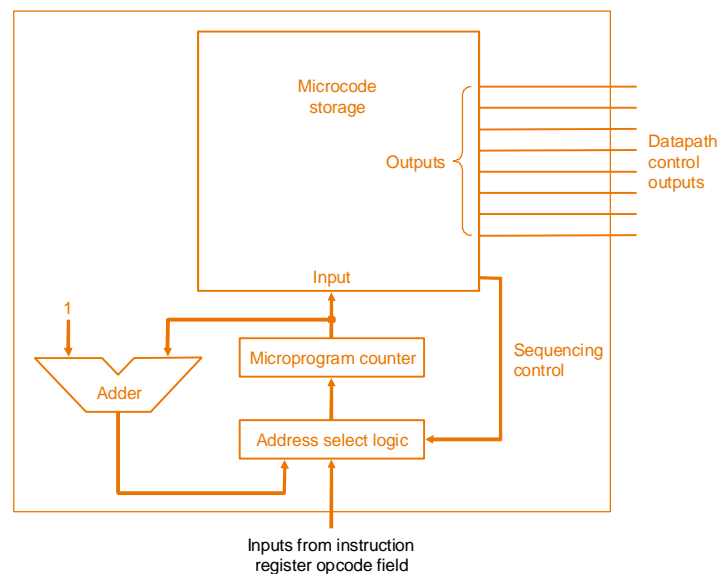 Microcode
storage
Outputs
Datapath
control
outputs
Input
1
Microprogram counter
Adder
Sequencing
control
Address select logic
Inputs from instruction
register opcode field